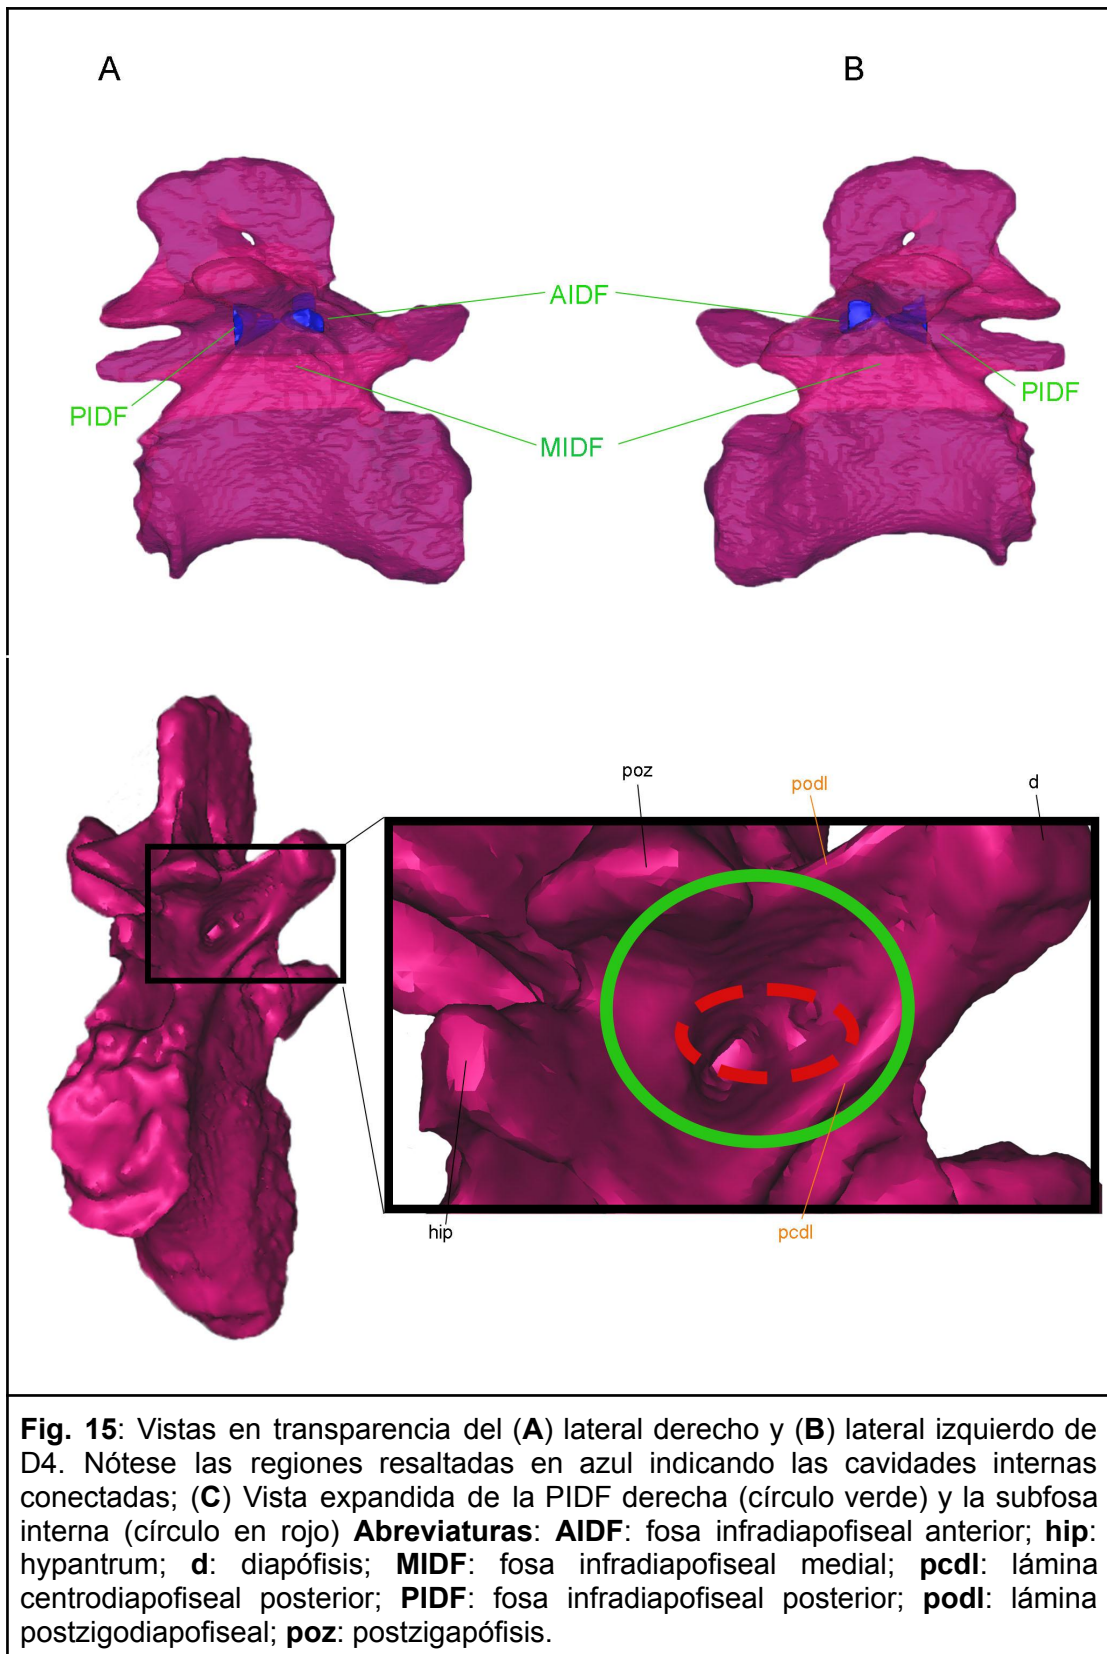 A
B
AIDF
PIDF
PIDF
MIDF
poz
podl
d
hip
pcdl
Fig. 15: Vistas en transparencia del (A) lateral derecho y (B) lateral izquierdo de
D4. Nótese las regiones resaltadas en azul indicando las cavidades internas
conectadas; (C) Vista expandida de la PIDF derecha (círculo verde) y la subfosa
interna (círculo en rojo) Abreviaturas: AIDF: fosa infradiapofiseal anterior; hip:
hypantrum; d: diapófisis; MIDF: fosa infradiapofiseal medial; pcdl: lámina
centrodiapofiseal posterior; PIDF: fosa infradiapofiseal posterior; podl: lámina
postzigodiapofiseal; poz: postzigapófisis.